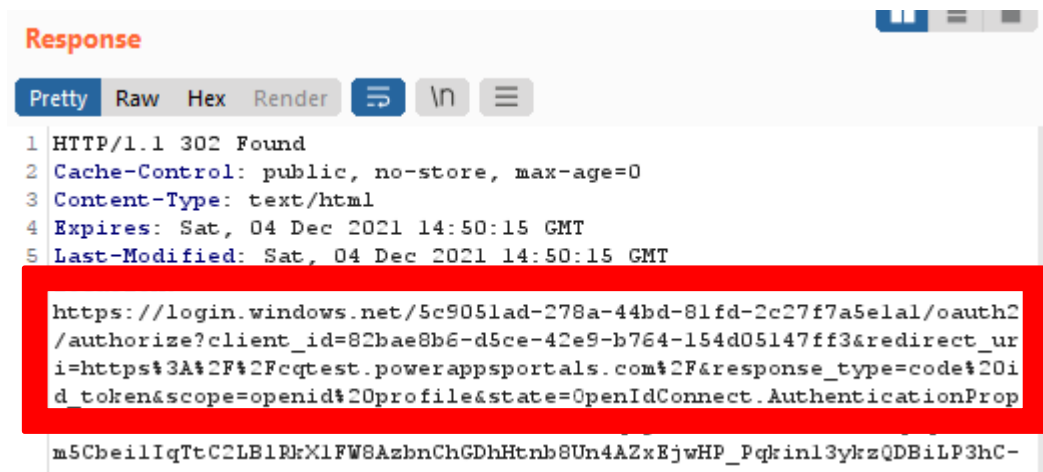 Response
Pretty Raw Hex Render \n
1 HTTP/1.1 302 Found
2 Cache-Control: public, no-store, max-age=0
3 Content-Type: text/html
4 Expires: Sat, 04 Dec 2021 14:50:15 GMT
5 Last-Modified: Sat, 04 Dec 2021 14:50:15 GMT
https://login.windows.net/5c9051ad-278a-44bd-81fd-2c27f7a5e1a1/oauth2
/authorize?client_id=82bae8b6-d5ce-42e9-b764-154d05147ff3&redirect_ur
i=https%3A%2F%2Fcqtest.powerappsportals.com%2F&response_type=code%20i
d_token&scope=openid%20profile&state=OpenIdConnect.AuthenticationProp
m5CbeilIqTtC2LB1RkX1FW8AzbnChGDhHtnb8Un4AZxEjwHP_Pqkin13ykzQDBiLP3hC-